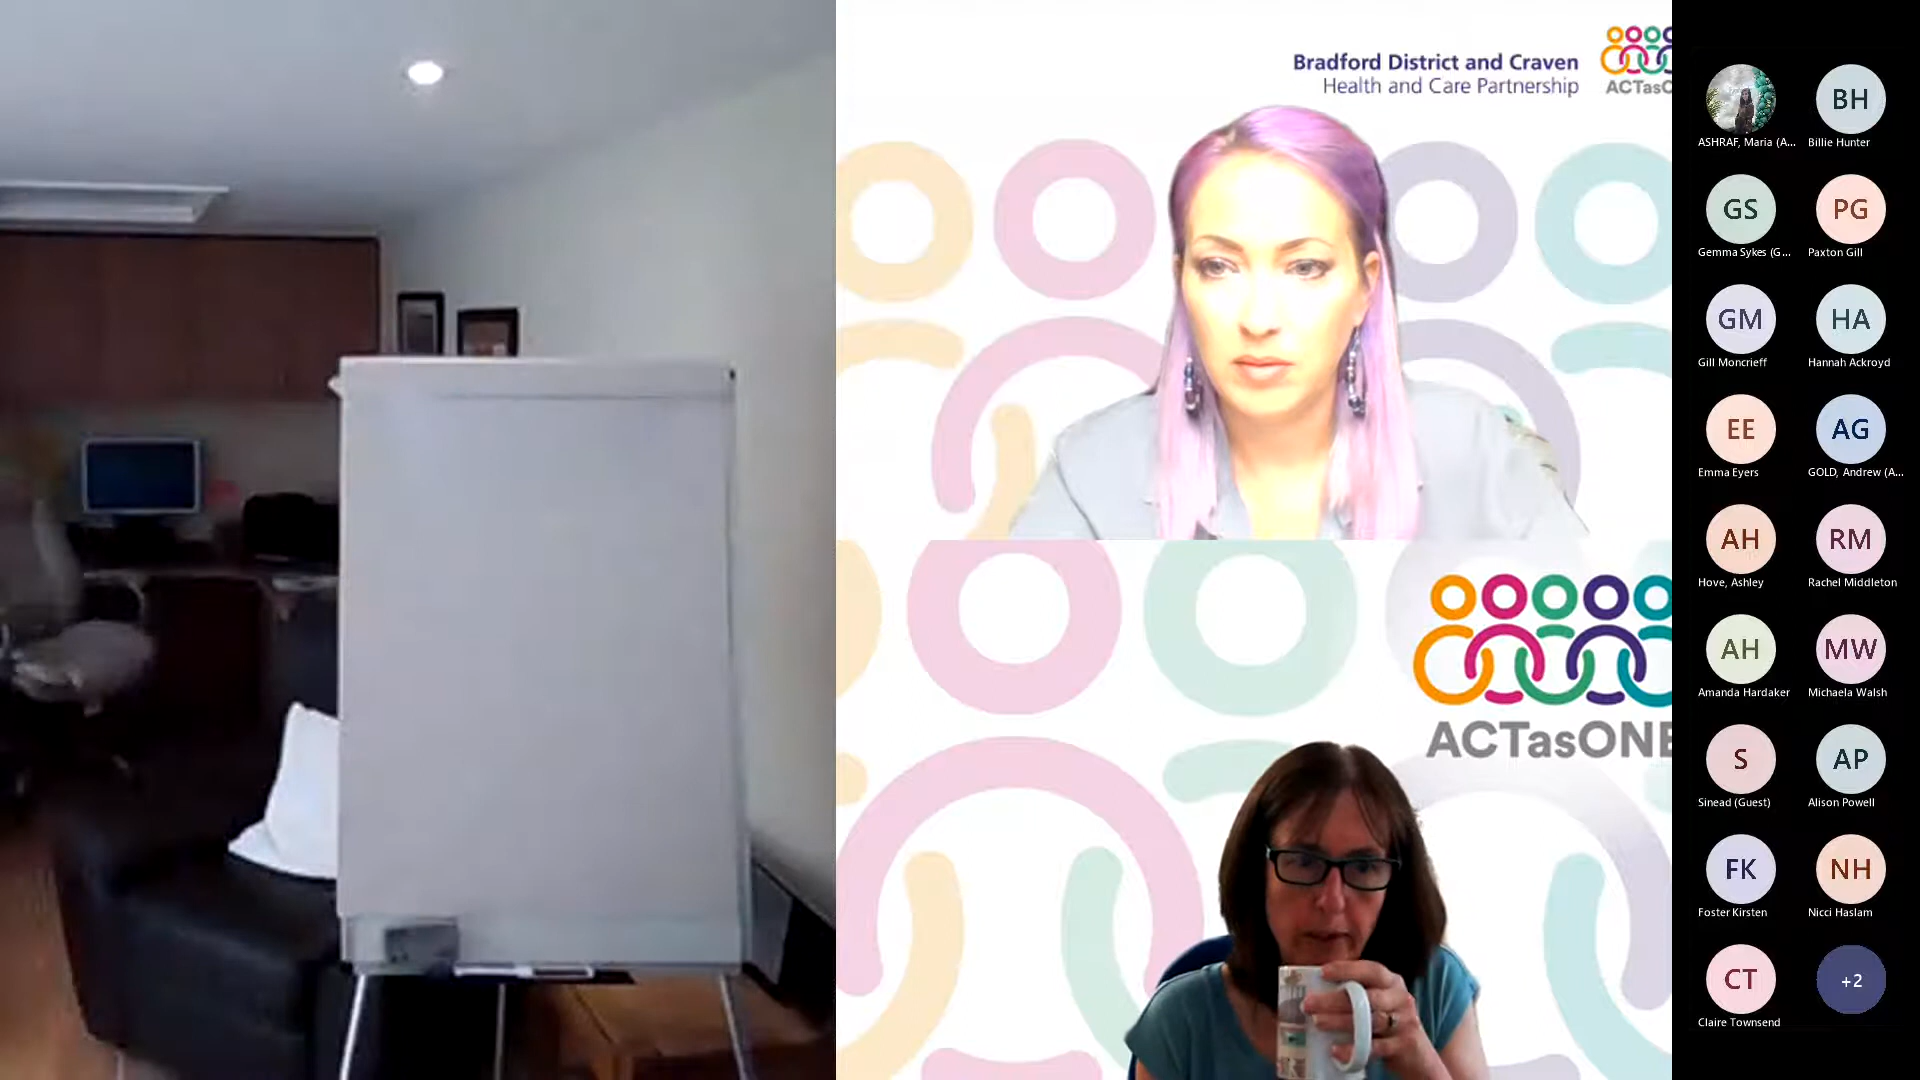 Bradford District and Craven
Health and Care Partnership
ACTasO
ACTasONE
BH
ASHRAF, Maria (A...
Billie Hunter
GS
PG
Gemma Sykes (G...
Paxton Gill
GM
HA
Gill Moncrieff
Hannah Ackroyd
EE
AG
Emma Eyers
GOLD, Andrew (A...
AH
RM
Hove, Ashley
Rachel Middleton
AH
MW
Amanda Hardaker
Michaela Walsh
S
AP
Sinead (Guest)
Alison Powell
FK
NH
Foster Kirsten
Nicci Haslam
CT
+2
Claire Townsend